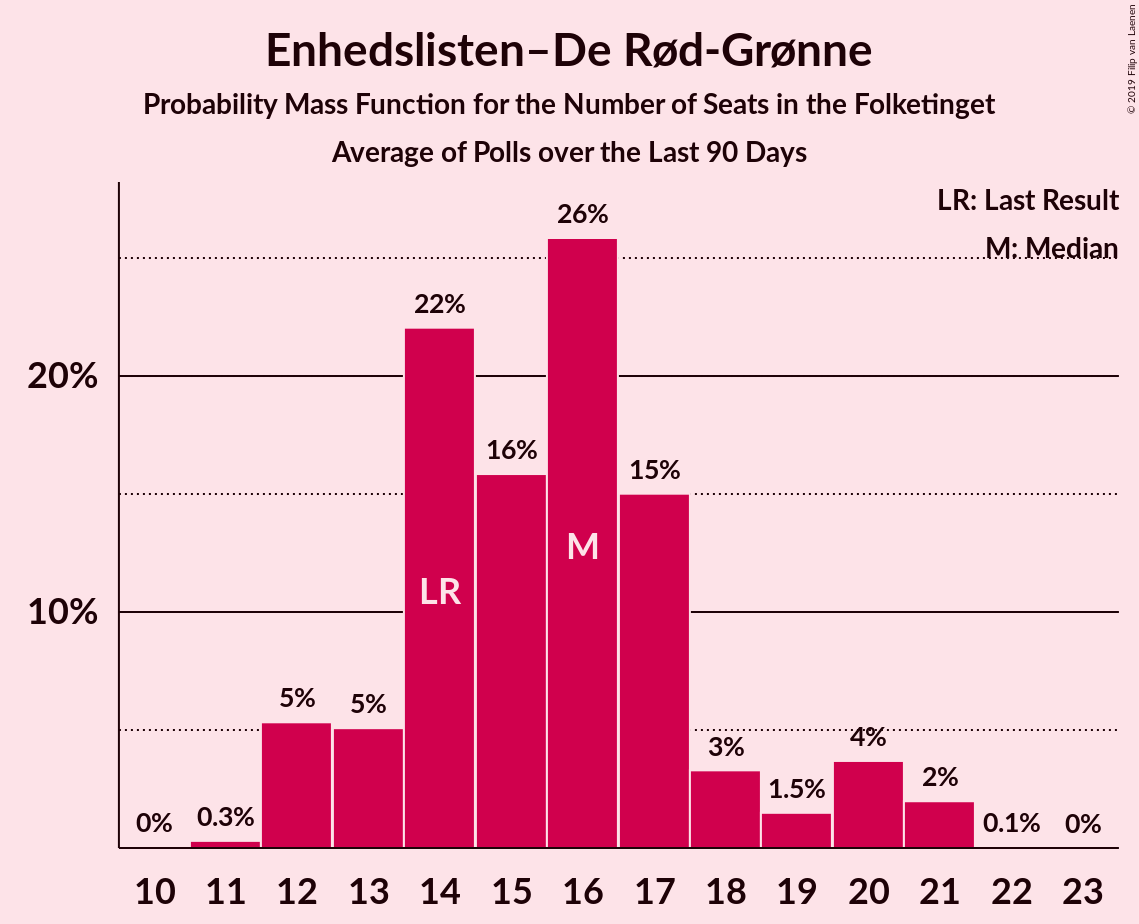 Enhedslisten–De Rød-Grønne
Probability Mass Function for the Number of Seats in the Folketinget
Average of Polls over the Last 90 Days
© 2019 Filip van Laenen
LR: Last Result
M: Median
26%
22%
20%
16%
15%
M
LR
10%
5%
5%
4%
3%
2%
1.5%
0%
0.3%
0.1%
0%
10 11 12 13 14 15 16 17 18 19 20 21 22 23